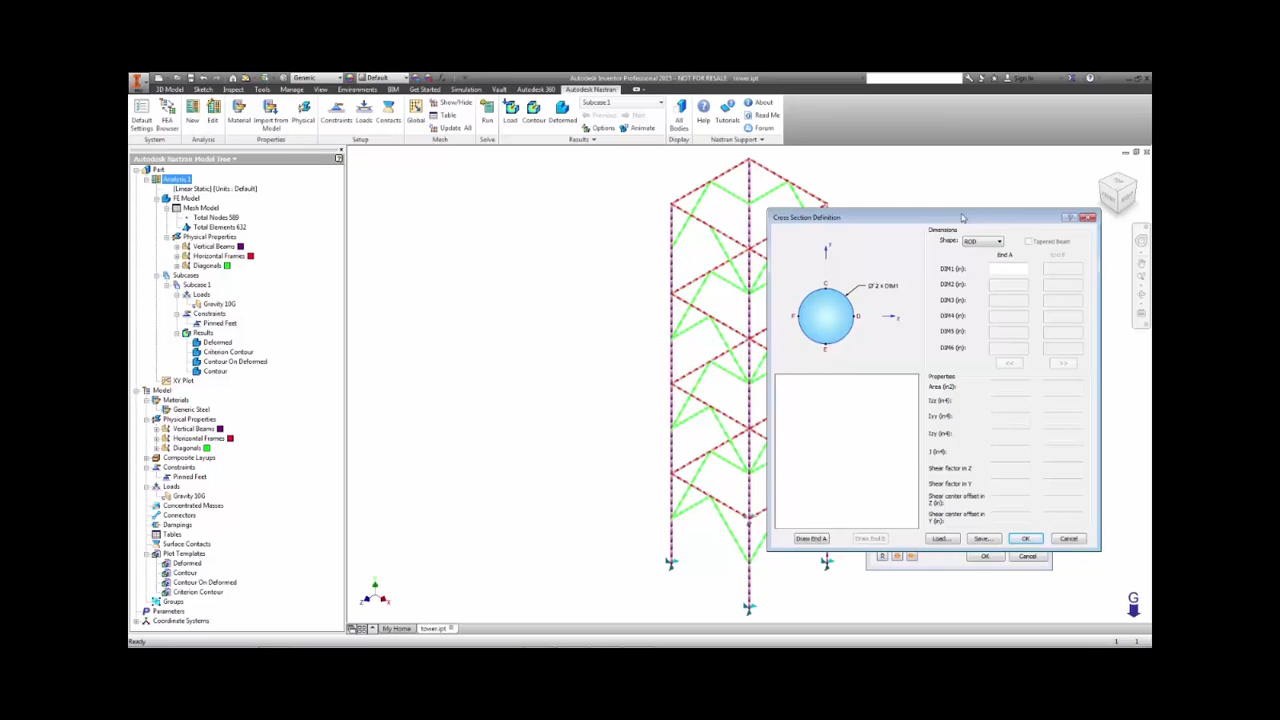 Generic
Default
Autodesk Inventor Professional 2015 - NOT FOR RESALE tower.ipt
Sign In
3D Model Sketch Inspect Tools Manage View Environments BIM Get Started Simulation Vault Autodesk 360 Autodesk Nastran
Default Settings
FEA Browser
New
Edit
Material
Import from Model
Physical
Constraints
Loads
Contacts
Global
Show/Hide
Table
Update All
Run
Load
Contour
Deformed
Subcase1
Previous
Options
Animate
All Bodies
Help
Tutorials
About
Read Me
Forum
System
Analysis
Properties
Setup
Mesh
Solve
Results
Display
Nastran Support
Autodesk Nastran Model Tree
Part
Analysis 1
[Linear Static] [Units : Default]
FE Model
Mesh Model
Total Nodes 589
Total Elements 632
Physical Properties
Vertical Beams
Horizontal Frames
Diagonals
Subcases
Subcase 1
Loads
Gravity 10G
Constraints
Pinned Feet
Results
Deformed
Criterion Contour
Contour On Deformed
Contour
XY Plot
Model
Materials
Generic Steel
Physical Properties
Vertical Beams
Horizontal Frames
Diagonals
Composite Layups
Constraints
Pinned Feet
Loads
Gravity 10G
Concentrated Masses
Connectors
Dampings
Tables
Surface Contacts
Plot Templates
Deformed
Contour
Contour On Deformed
Criterion Contour
Groups
Parameters
Coordinate Systems
Ready
Cross Section Definition
Dimensions
Shape: ROD
Tapered Beam
End A
End B
DIM1 (in):
DIM2 (in):
DIM3 (in):
DIM4 (in):
DIM5 (in):
DIM6 (in):
<< >>
y
C
Ø 2 x DIM1
F
D
z
E
Properties
Area (in2):
Izz (in4):
Iyy (in4):
Izy (in4):
J (in4):
Shear factor in Z
Shear factor in Y
Shear center offset in Z (in):
Shear center offset in Y (in):
Draw End A
Draw End B
Load...
Save...
OK
Cancel
OK
Cancel
Z
X
G
My Home
tower.ipt
1 1